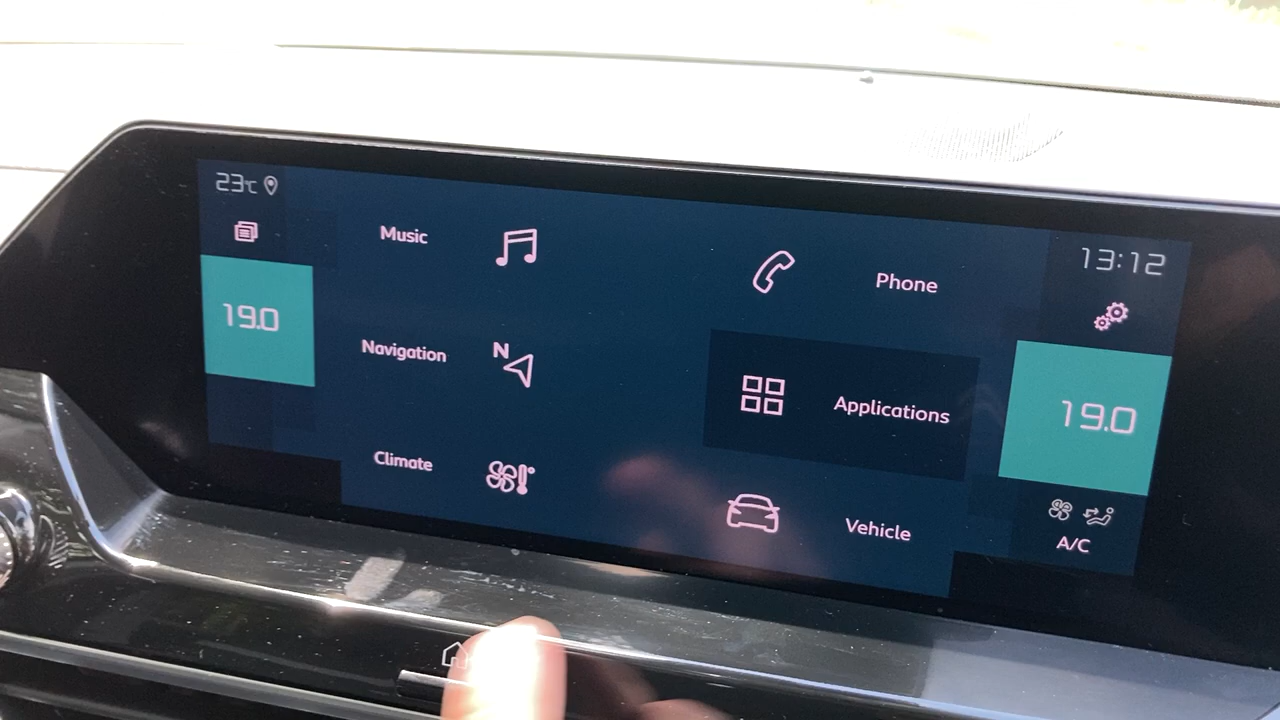 23°C
13:12
Music
Phone
19.0
Navigation
N
Applications
19.0
Climate
Vehicle
A/C